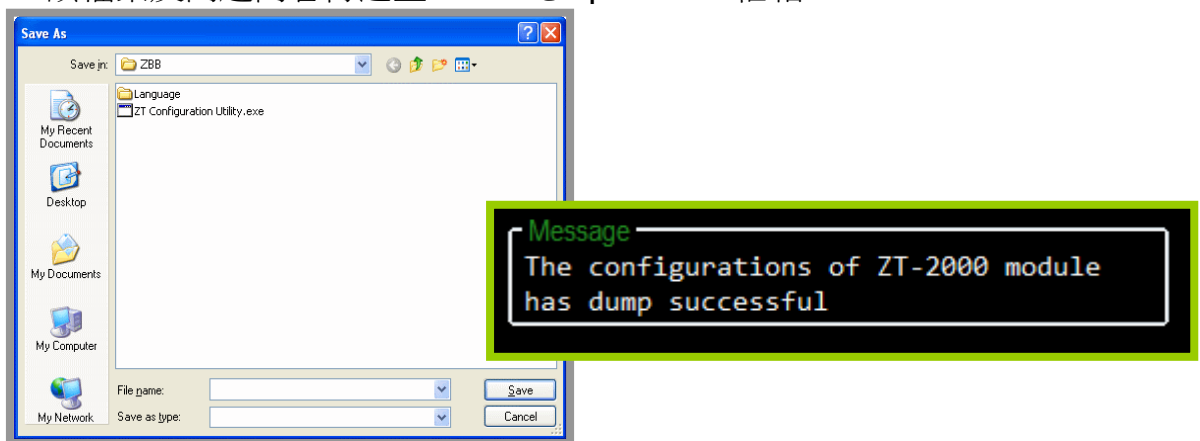 Save As
Save in: ZBB
Language
ZT Configuration Utility.exe
My Recent
Documents
Desktop
My Documents
My Computer
My Network
File name:
Save as type:
Save
Cancel
Message
The configurations of ZT-2000 module
has dump successful